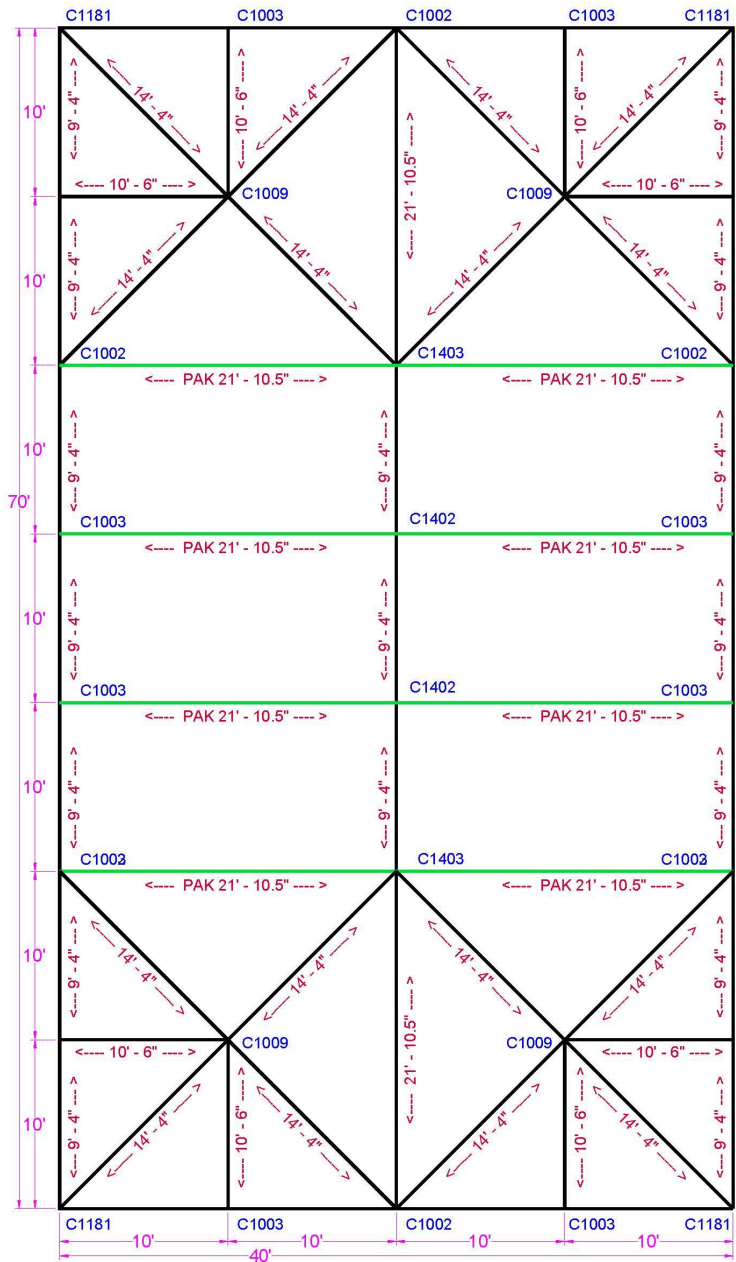 C1181 C1003 C1002 C1003 C1181
14' - 4" 14' - 4" 14' - 4" 14' - 4"
9' - 4" 10' - 6" 10' - 6" 9' - 4"
10'
<---- 10' - 6" ----> <---- 10' - 6" ---->
C1009 C1009
21' - 10.5"
14' - 4" 14' - 4" 14' - 4" 14' - 4"
9' - 4" 9' - 4"
10'
C1002 C1403 C1002
<---- PAK 21' - 10.5" ----> <---- PAK 21' - 10.5" ---->
10'
9' - 4" 9' - 4" 9' - 4"
70'
C1003 C1402 C1003
<---- PAK 21' - 10.5" ----> <---- PAK 21' - 10.5" ---->
10'
9' - 4" 9' - 4" 9' - 4"
C1003 C1402 C1003
<---- PAK 21' - 10.5" ----> <---- PAK 21' - 10.5" ---->
10'
9' - 4" 9' - 4" 9' - 4"
C1403
<---- PAK 21' - 10.5" ----> <---- PAK 21' - 10.5" ---->
10'
9' - 4" 14' - 4" 14' - 4" 14' - 4" 14' - 4" 9' - 4"
C1009 C1009
<---- 10' - 6" ----> <---- 10' - 6" ---->
21' - 10.5"
10'
9' - 4" 14' - 4" 10' - 6" 14' - 4" 14' - 4" 10' - 6" 14' - 4" 9' - 4"
C1181 C1003 C1002 C1003 C1181
10' 10' 10' 10'
40'